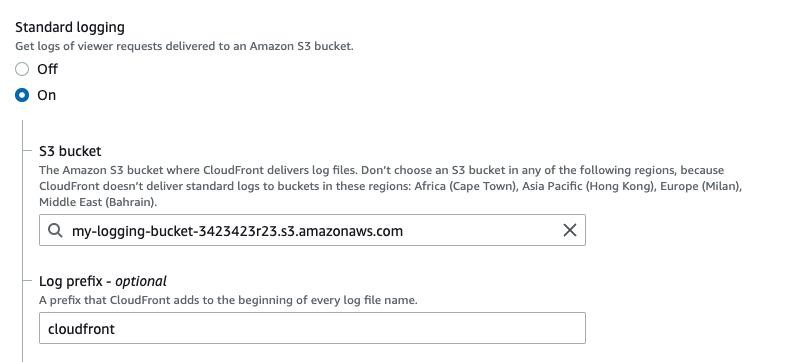 Standard logging
Get logs of viewer requests delivered to an Amazon S3 bucket.
Off
On
S3 bucket
The Amazon S3 bucket where CloudFront delivers log files. Don’t choose an S3 bucket in any of the following regions, because
CloudFront doesn’t deliver standard logs to buckets in these regions: Africa (Cape Town), Asia Pacific (Hong Kong), Europe (Milan),
Middle East (Bahrain).
my-logging-bucket-3423423r23.s3.amazonaws.com
Log prefix - optional
A prefix that CloudFront adds to the beginning of every log file name.
cloudfront